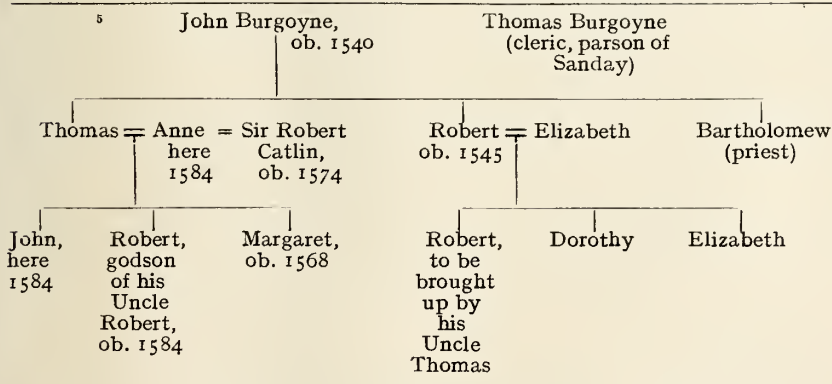 5 John Burgoyne, Thomas Burgoyne
ob. 1540 (cleric, parson of
Sanday)
Thomas = Anne = Sir Robert Robert = Elizabeth Bartholomew
here Catlin, ob. 1545 (priest)
1584 ob. 1574
John, Robert, Margaret, Robert, Dorothy Elizabeth
here godson ob. 1568 to be
1584 of his brought
Uncle up by
Robert, his
ob. 1584 Uncle
Thomas